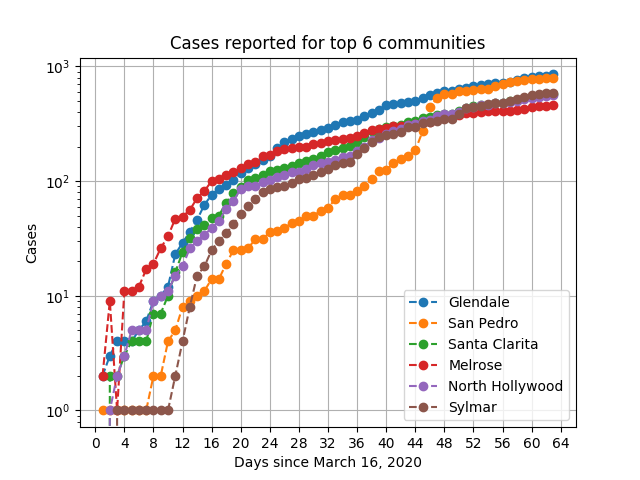 Cases reported for top 6 communities
Cases
10³
10²
10¹
10⁰
Glendale
San Pedro
Santa Clarita
Melrose
North Hollywood
Sylmar
0 4 8 12 16 20 24 28 32 36 40 44 48 52 56 60 64
Days since March 16, 2020